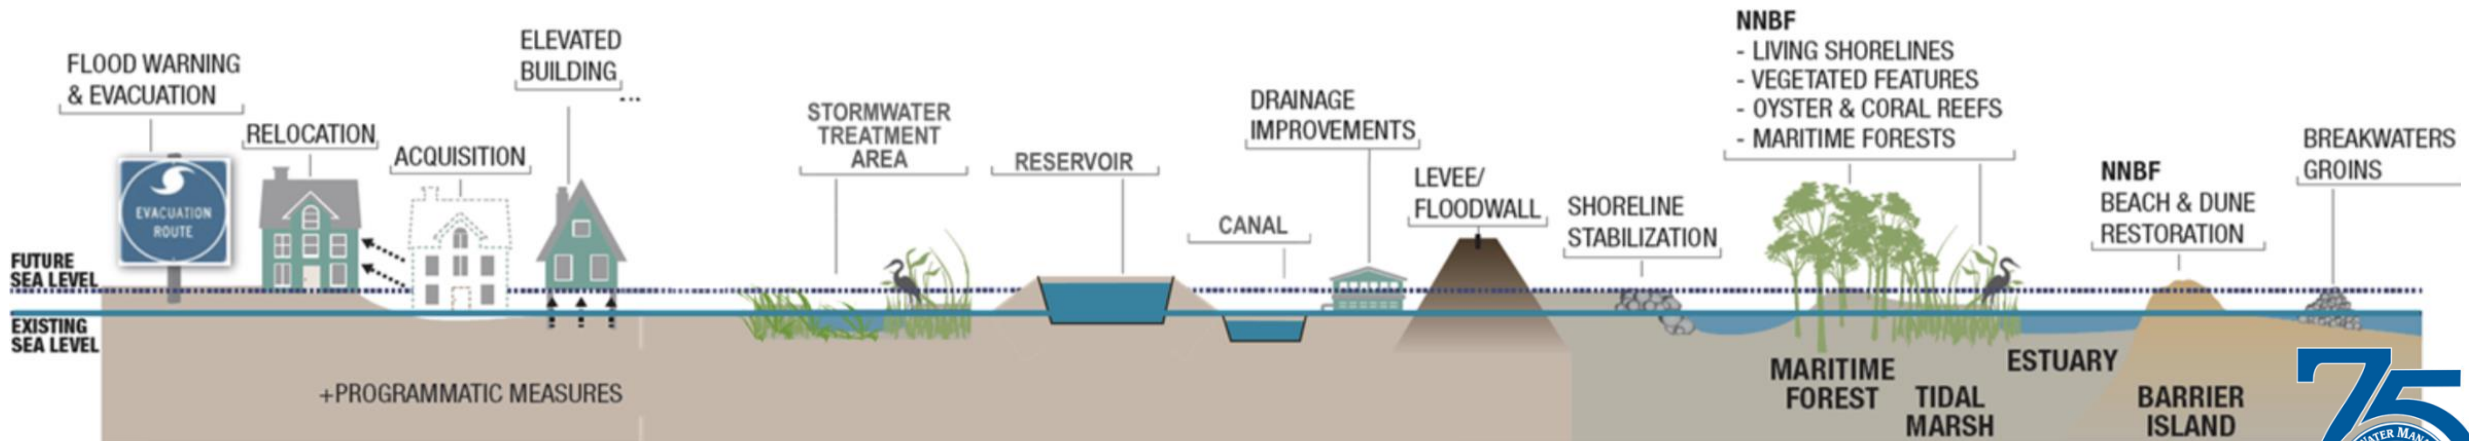 FLOOD WARNING
& EVACUATION
RELOCATION
ACQUISITION
ELEVATED
BUILDING
...
STORMWATER
TREATMENT
AREA
RESERVOIR
CANAL
DRAINAGE
IMPROVEMENTS
LEVEE/
FLOODWALL
SHORELINE
STABILIZATION
NNBF
- LIVING SHORELINES
- VEGETATED FEATURES
- OYSTER & CORAL REEFS
- MARITIME FORESTS
NNBF
BEACH & DUNE
RESTORATION
BREAKWATERS
GROINS
EVACUATION
ROUTE
FUTURE
SEA LEVEL
EXISTING
SEA LEVEL
+PROGRAMMATIC MEASURES
MARITIME
FOREST
TIDAL
MARSH
ESTUARY
BARRIER
ISLAND
75